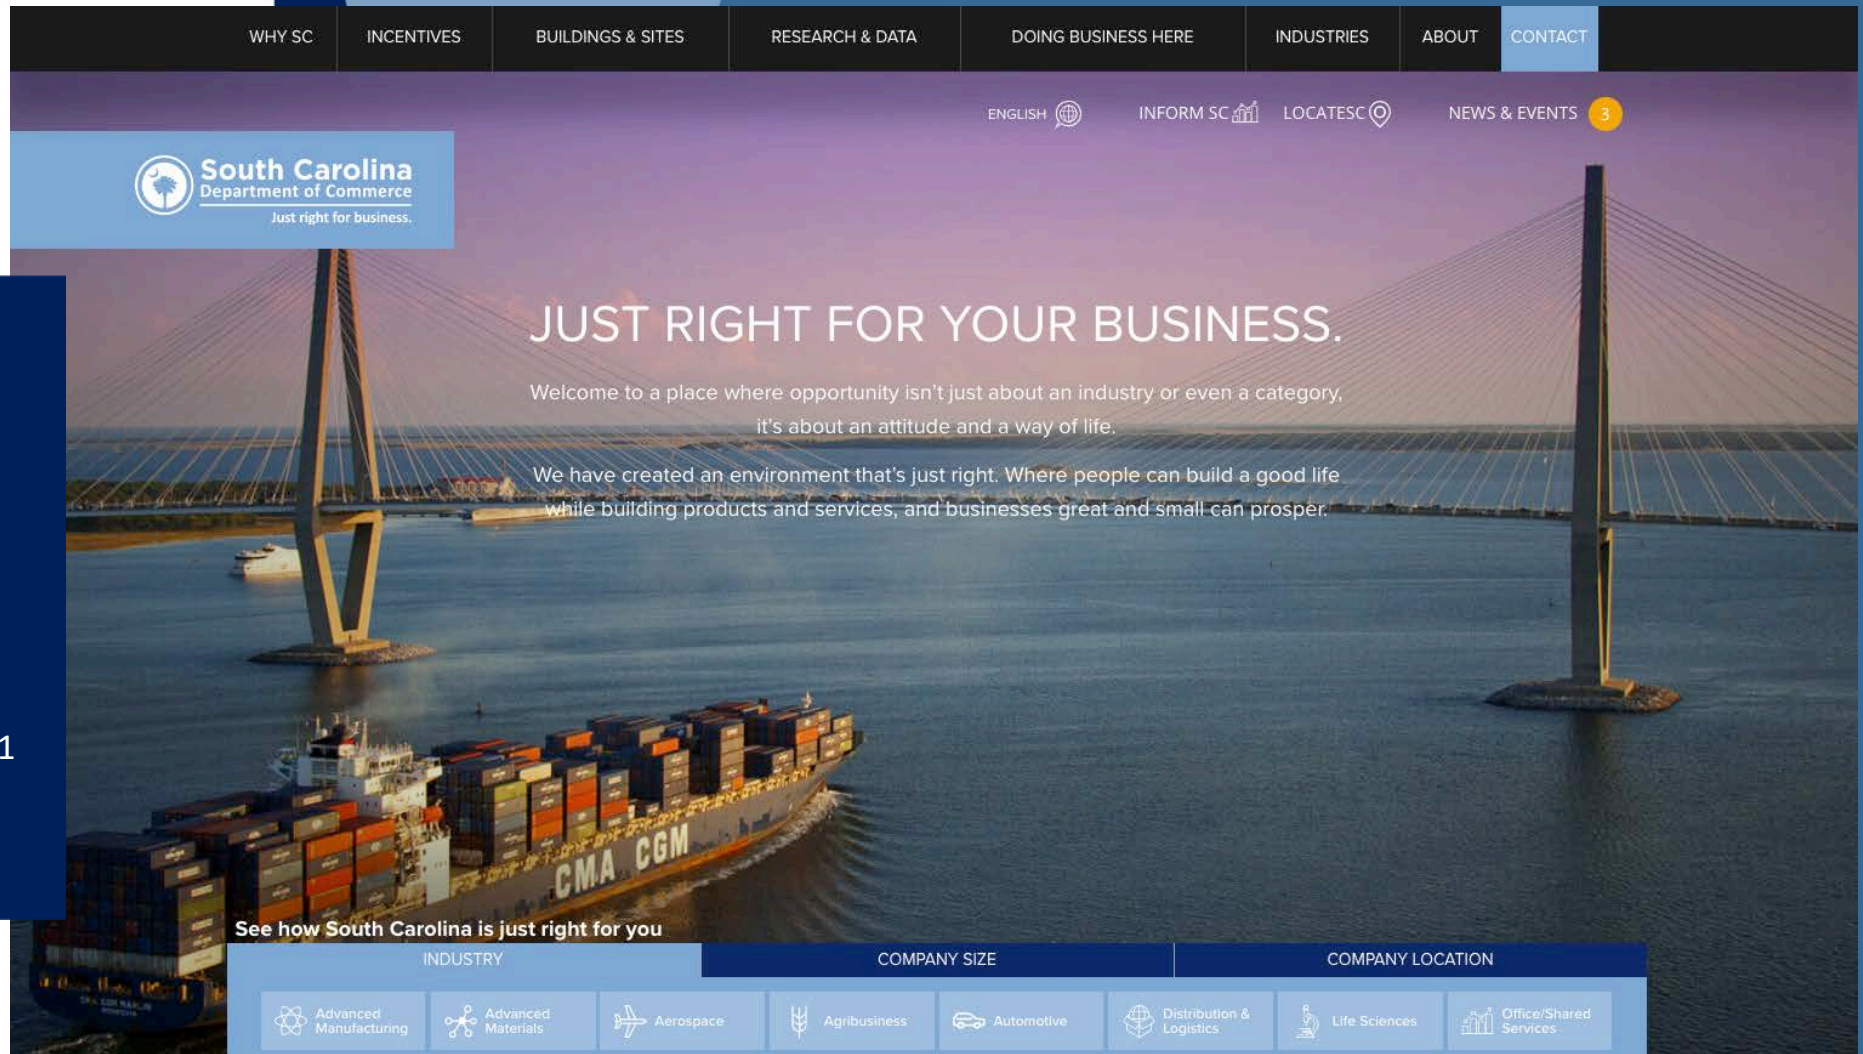 WHY SC
INCENTIVES
BUILDINGS & SITES
RESEARCH & DATA
DOING BUSINESS HERE
INDUSTRIES
ABOUT
CONTACT
ENGLISH
INFORM SC
LOCATESC
NEWS & EVENTS
3
South Carolina
Department of Commerce
Just right for business.
JUST RIGHT FOR YOUR BUSINESS.
Welcome to a place where opportunity isn't just about an industry or even a category,
it's about an attitude and a way of life.
We have created an environment that's just right. Where people can build a good life
while building products and services, and businesses great and small can prosper.
1
CMA CGM
See how South Carolina is just right for you
INDUSTRY
COMPANY SIZE
COMPANY LOCATION
Advanced
Manufacturing
Advanced
Materials
Aerospace
Agribusiness
Automotive
Distribution &
Logistics
Life Sciences
Office/Shared
Services